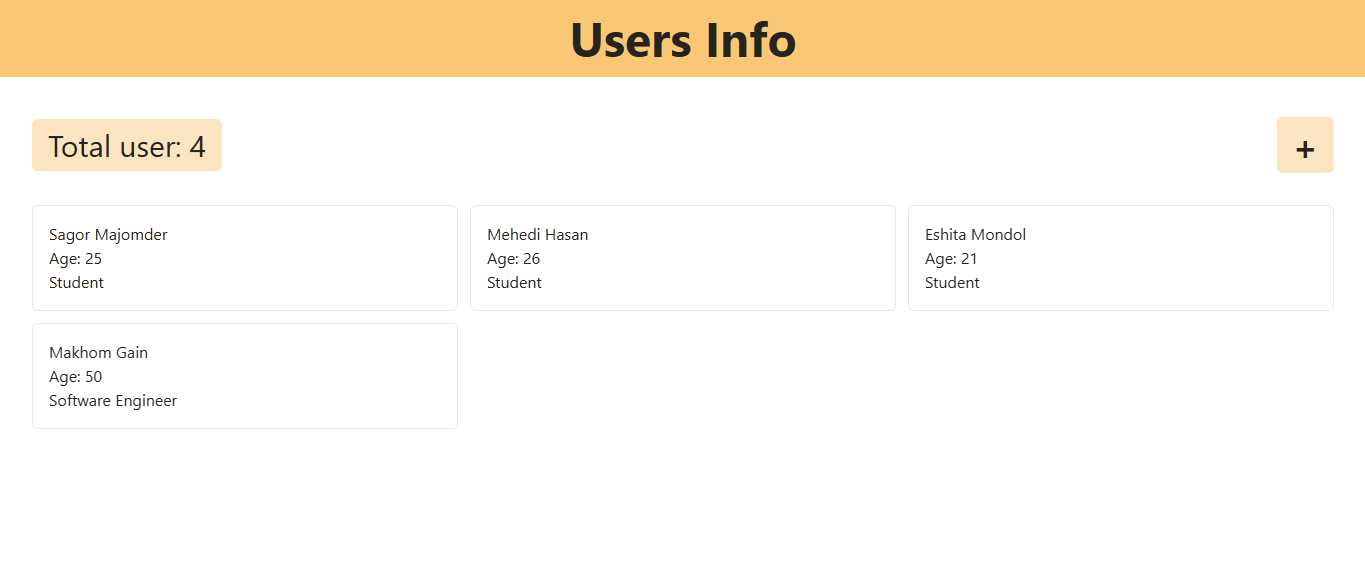 Users Info
Total user: 4
+
Sagor Majomder
Age: 25
Student
Mehedi Hasan
Age: 26
Student
Eshita Mondol
Age: 21
Student
Makhom Gain
Age: 50
Software Engineer